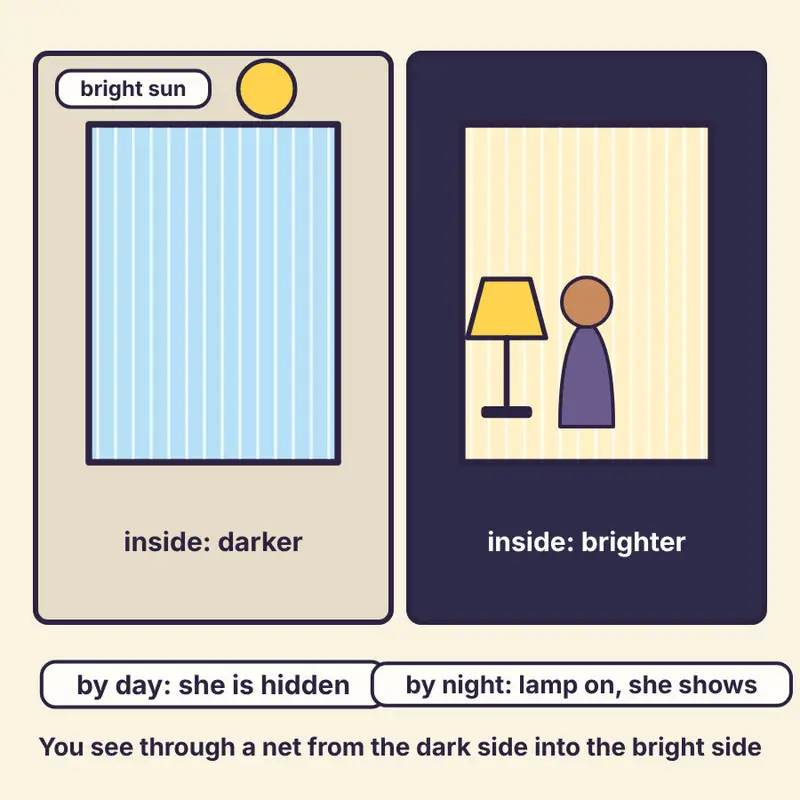 bright sun
inside: darker
inside: brighter
by day: she is hidden
by night: lamp on, she shows
You see through a net from the dark side into the bright side